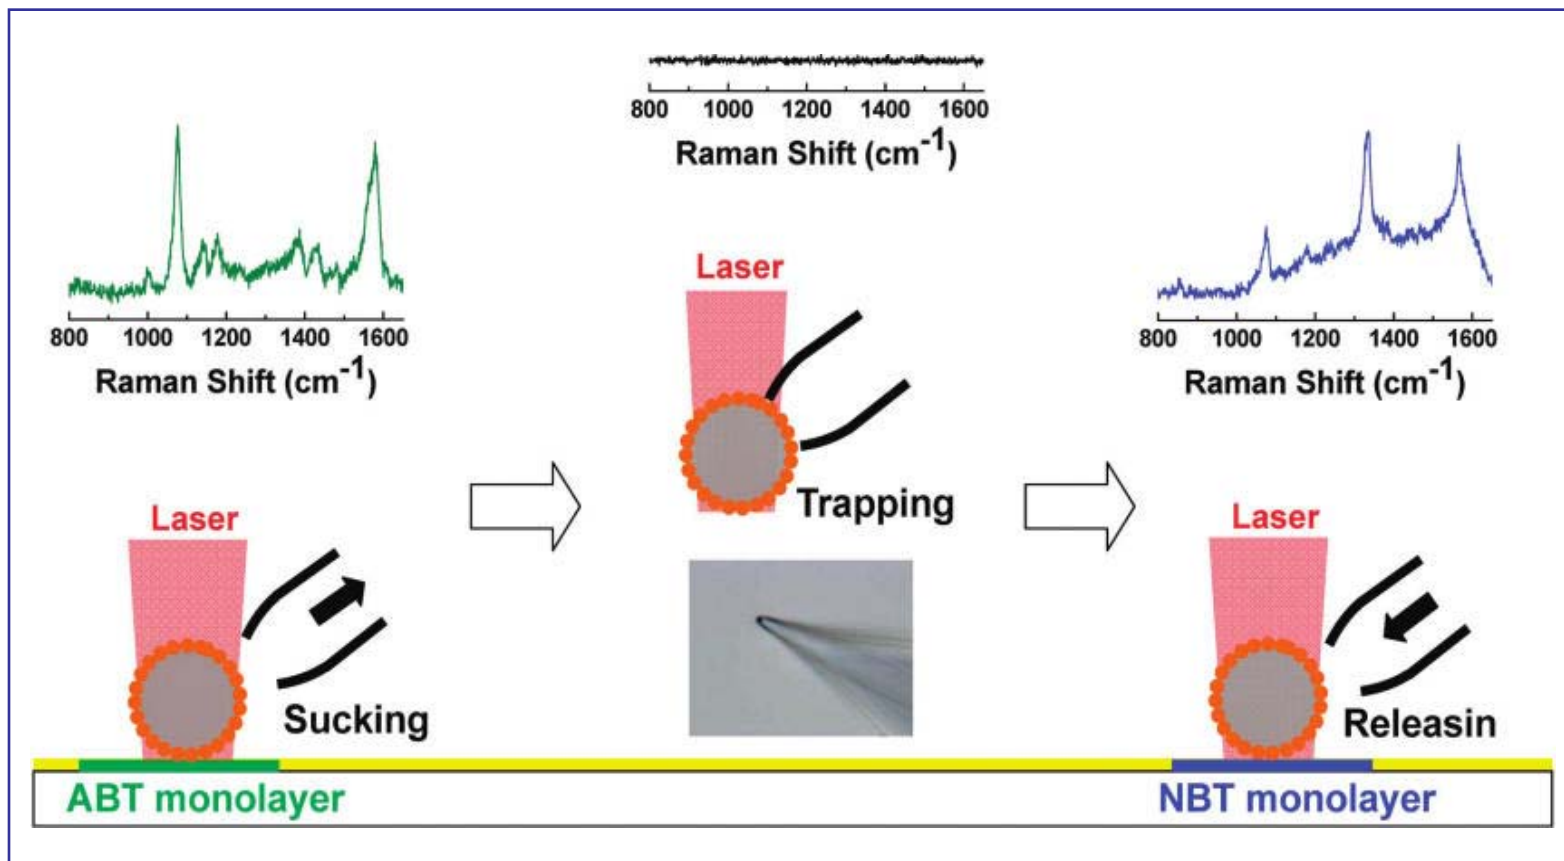 800 1000 1200 1400 1600
Raman Shift (cm-1)
800 1000 1200 1400 1600
Raman Shift (cm-1)
800 1000 1200 1400 1600
Raman Shift (cm-1)
Laser
Sucking
Laser
Trapping
Laser
Releasin
ABT monolayer
NBT monolayer